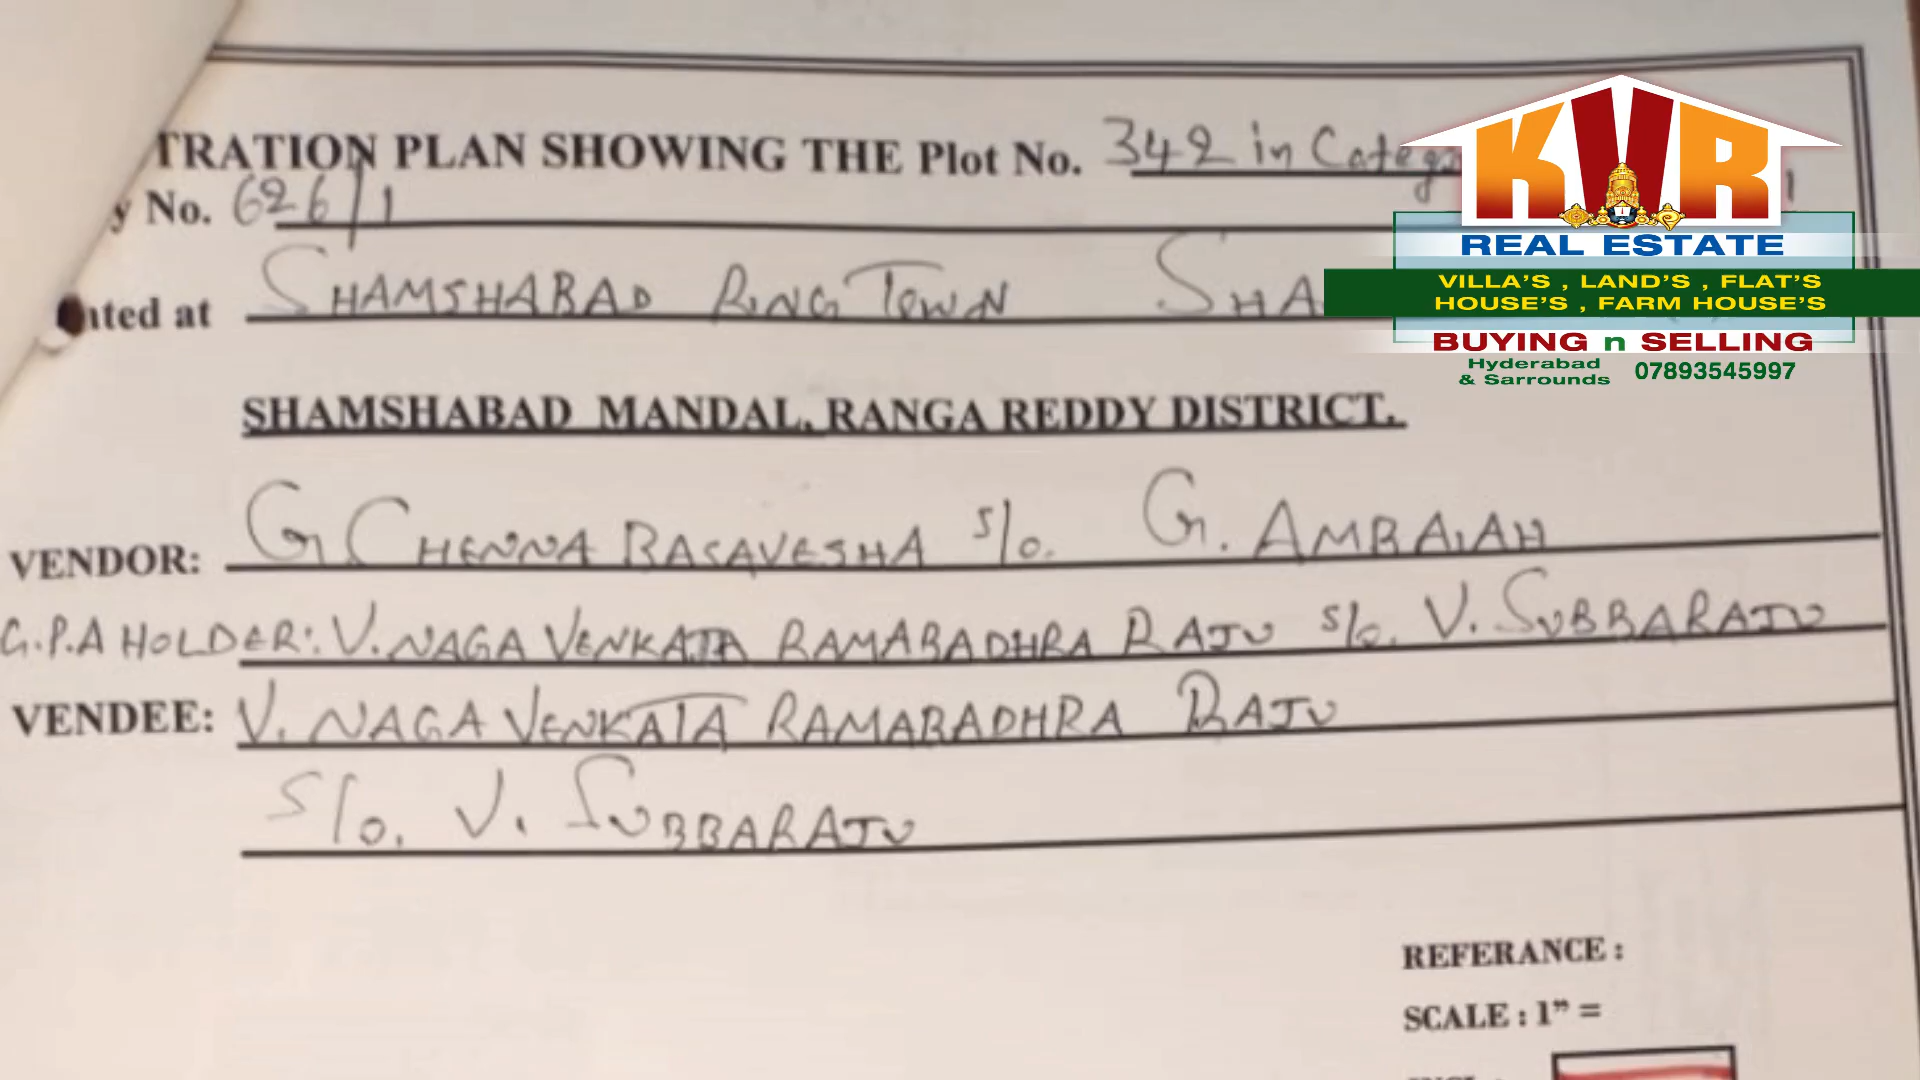 TRATION PLAN SHOWING THE Plot No. 342 in Categ
y No. 626/1
ated at SHAMSHABAD RING TOWN SHA
SHAMSHABAD MANDAL, RANGA REDDY DISTRICT.
VENDOR: G CHENNA BASAVESHA S/o. G. AMBAIAH
G.P.A HOLDER: V. NAGA VENKATA RAMABADHRA RAJU S/o. V. SUBBARAJU
VENDEE: V. NAGA VENKATA RAMABADHRA RAJU
S/o. V. SUBBARAJU
REFERANCE :
SCALE : 1" =
KVR
REAL ESTATE
VILLA'S , LAND'S , FLAT'S
HOUSE'S , FARM HOUSE'S
BUYING n SELLING
Hyderabad
& Sarrounds 07893545997